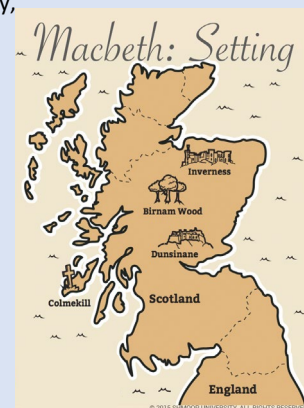 y,
Macbeth: Setting
Inverness
Birnam Wood
Dunsinane
Colmekill
Scotland
England